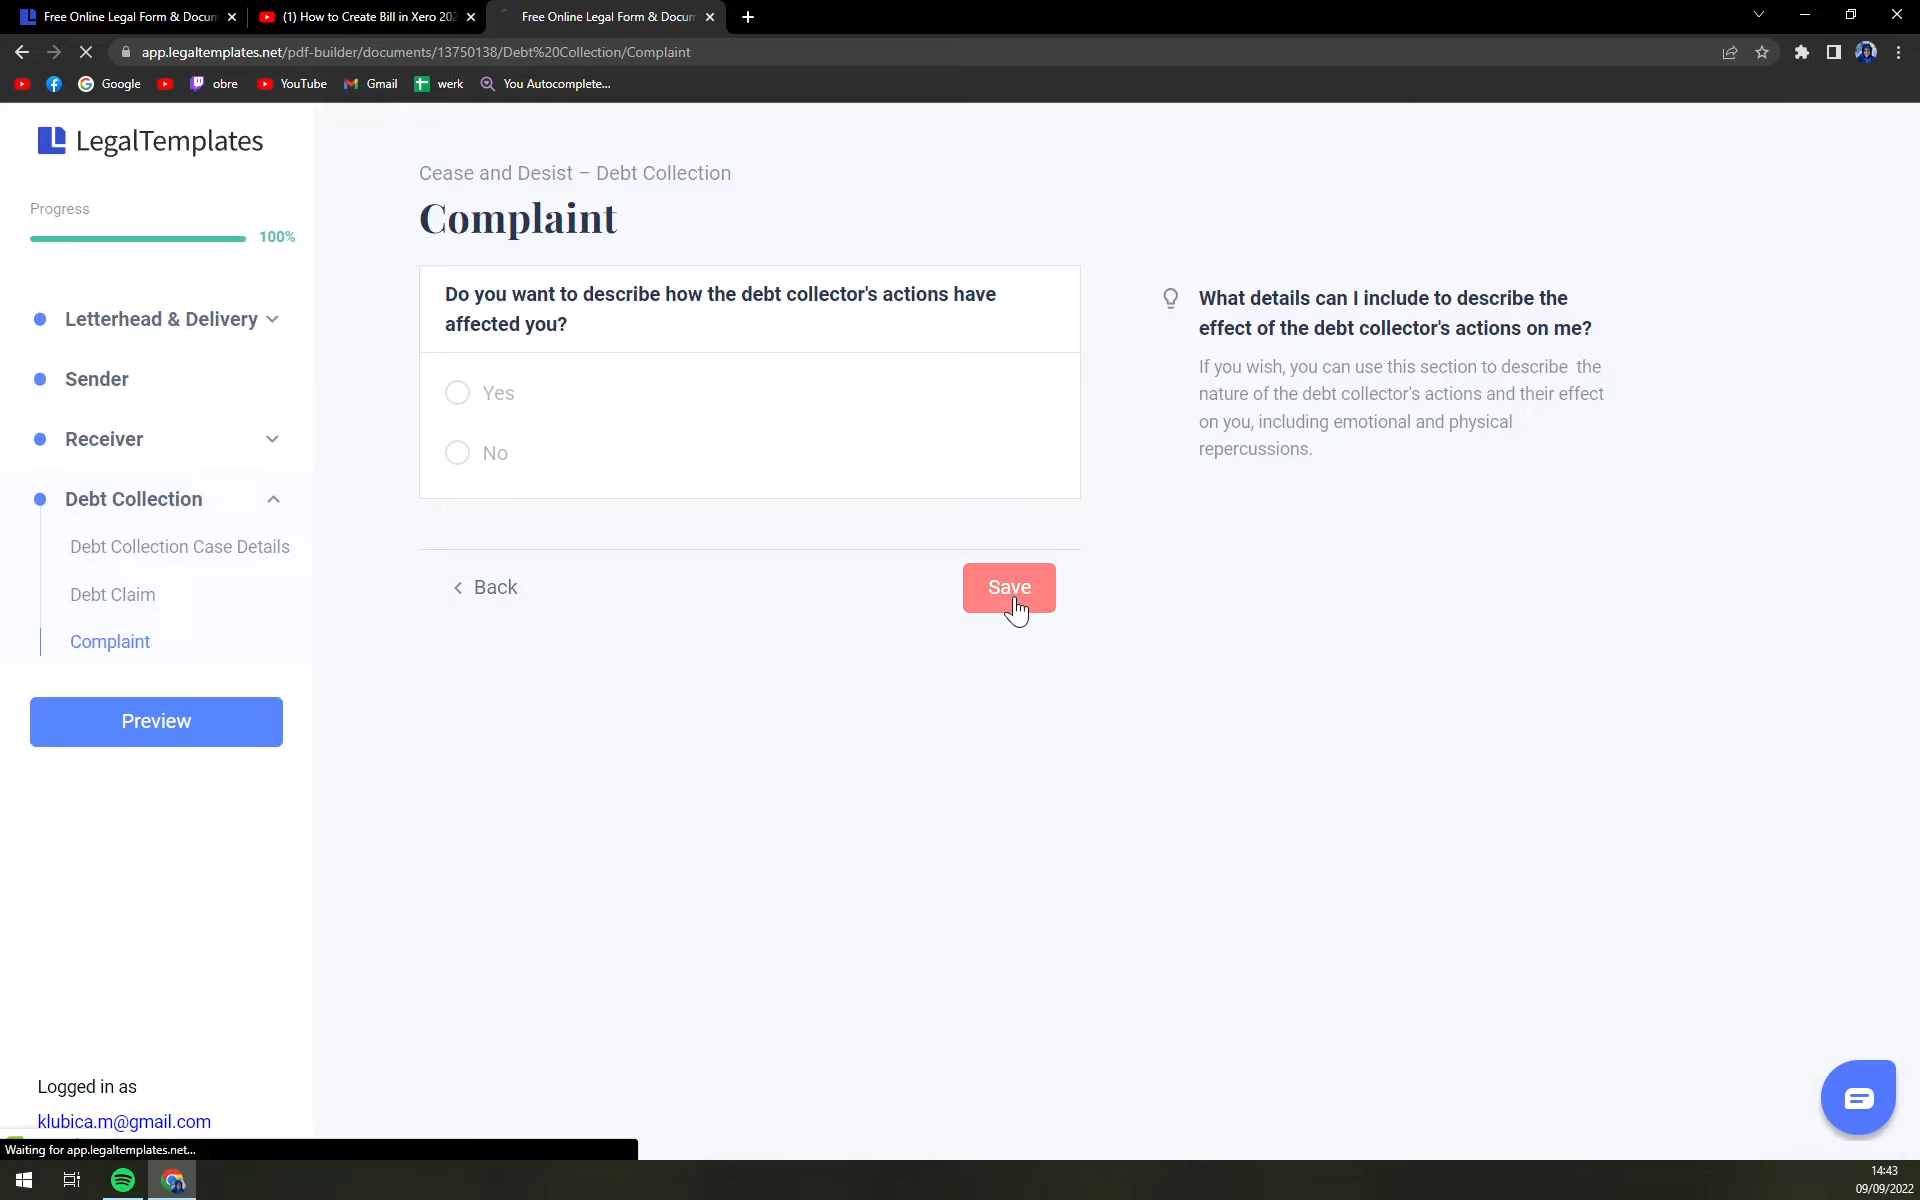 Free Online Legal Form & Docum
(1) How to Create Bill in Xero 202
Free Online Legal Form & Docum
app.legaltemplates.net/pdf-builder/documents/13750138/Debt%20Collection/Complaint
Google
obre
YouTube
Gmail
werk
You Autocomplete...
LegalTemplates
Progress
100%
Letterhead & Delivery
Sender
Receiver
Debt Collection
Debt Collection Case Details
Debt Claim
Complaint
Preview
Logged in as
klubica.m@gmail.com
Cease and Desist – Debt Collection
Complaint
Do you want to describe how the debt collector's actions have
affected you?
Yes
No
Back
Save
What details can I include to describe the
effect of the debt collector's actions on me?
If you wish, you can use this section to describe the
nature of the debt collector's actions and their effect
on you, including emotional and physical
repercussions.
Waiting for app.legaltemplates.net...
14:43
09/09/2022